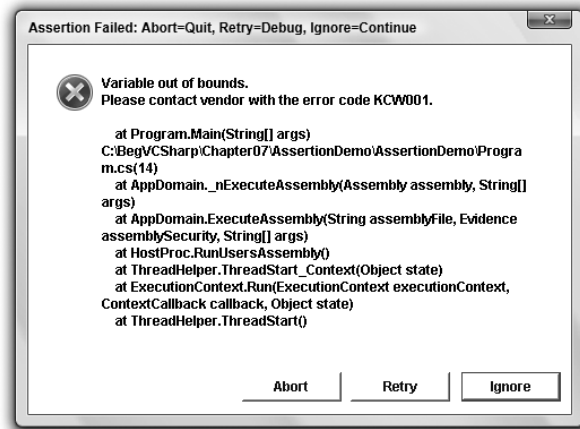 Assertion Failed: Abort=Quit, Retry=Debug, Ignore=Continue
Variable out of bounds.
Please contact vendor with the error code KCW001.
at Program.Main(String[] args)
C:\BegVCSharp\Chapter07\AssertionDemo\AssertionDemo\Progra
m.cs(14)
at AppDomain._nExecuteAssembly(Assembly assembly, String[]
args)
at AppDomain.ExecuteAssembly(String assemblyFile, Evidence
assemblySecurity, String[] args)
at HostProc.RunUsersAssembly()
at ThreadHelper.ThreadStart_Context(Object state)
at ExecutionContext.Run(ExecutionContext executionContext,
ContextCallback callback, Object state)
at ThreadHelper.ThreadStart()
Abort Retry Ignore